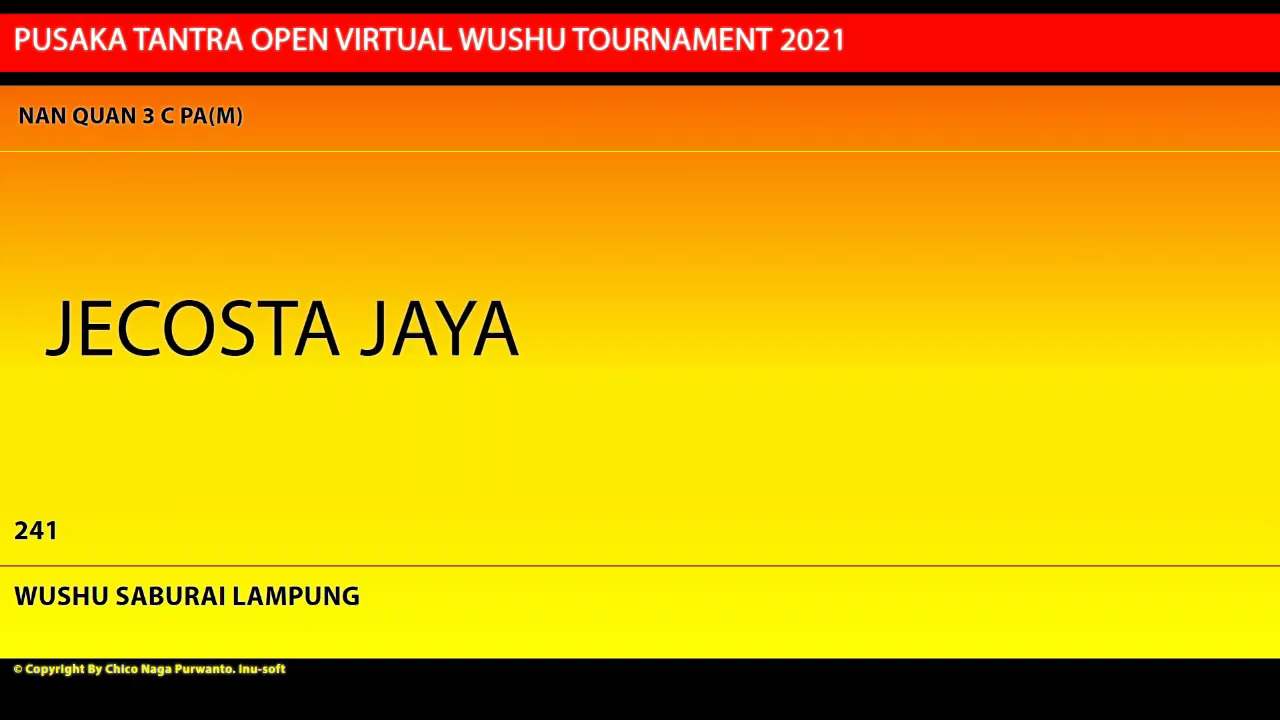 PUSAKA TANTRA OPEN VIRTUAL WUSHU TOURNAMENT 2021
NAN QUAN 3 C PA(M)
JECOSTA JAYA
241
WUSHU SABURAI LAMPUNG
© Copyright By Chico Naga Purwanto. inu-soft